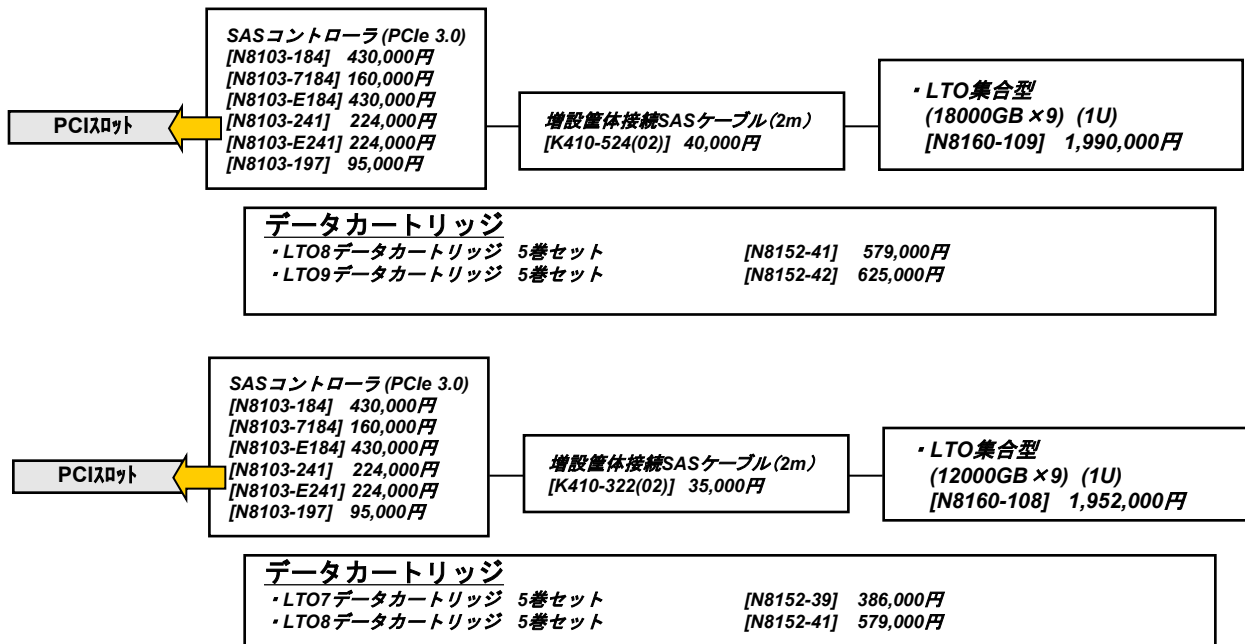 SASコントローラ(PCIe 3.0)
[N8103-184] 430,000円
[N8103-7184] 160,000円
[N8103-E184] 430,000円
[N8103-241] 224,000円
[N8103-E241] 224,000円
[N8103-197] 95,000円
PCIｽﾛｯﾄ
増設筐体接続SASケーブル(2m)
[K410-524(02)] 40,000円
・LTO集合型
(18000GB×9) (1U)
[N8160-109] 1,990,000円
データカートリッジ
・LTO8データカートリッジ 5巻セット [N8152-41] 579,000円
・LTO9データカートリッジ 5巻セット [N8152-42] 625,000円
SASコントローラ(PCIe 3.0)
[N8103-184] 430,000円
[N8103-7184] 160,000円
[N8103-E184] 430,000円
[N8103-241] 224,000円
[N8103-E241] 224,000円
[N8103-197] 95,000円
PCIｽﾛｯﾄ
増設筐体接続SASケーブル(2m)
[K410-322(02)] 35,000円
・LTO集合型
(12000GB×9) (1U)
[N8160-108] 1,952,000円
データカートリッジ
・LTO7データカートリッジ 5巻セット [N8152-39] 386,000円
・LTO8データカートリッジ 5巻セット [N8152-41] 579,000円